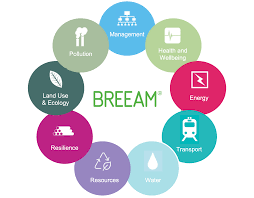 Management
Health and
Wellbeing
Energy
Transport
Water
Resources
Resilience
Land Use
& Ecology
Pollution
BREEAM®